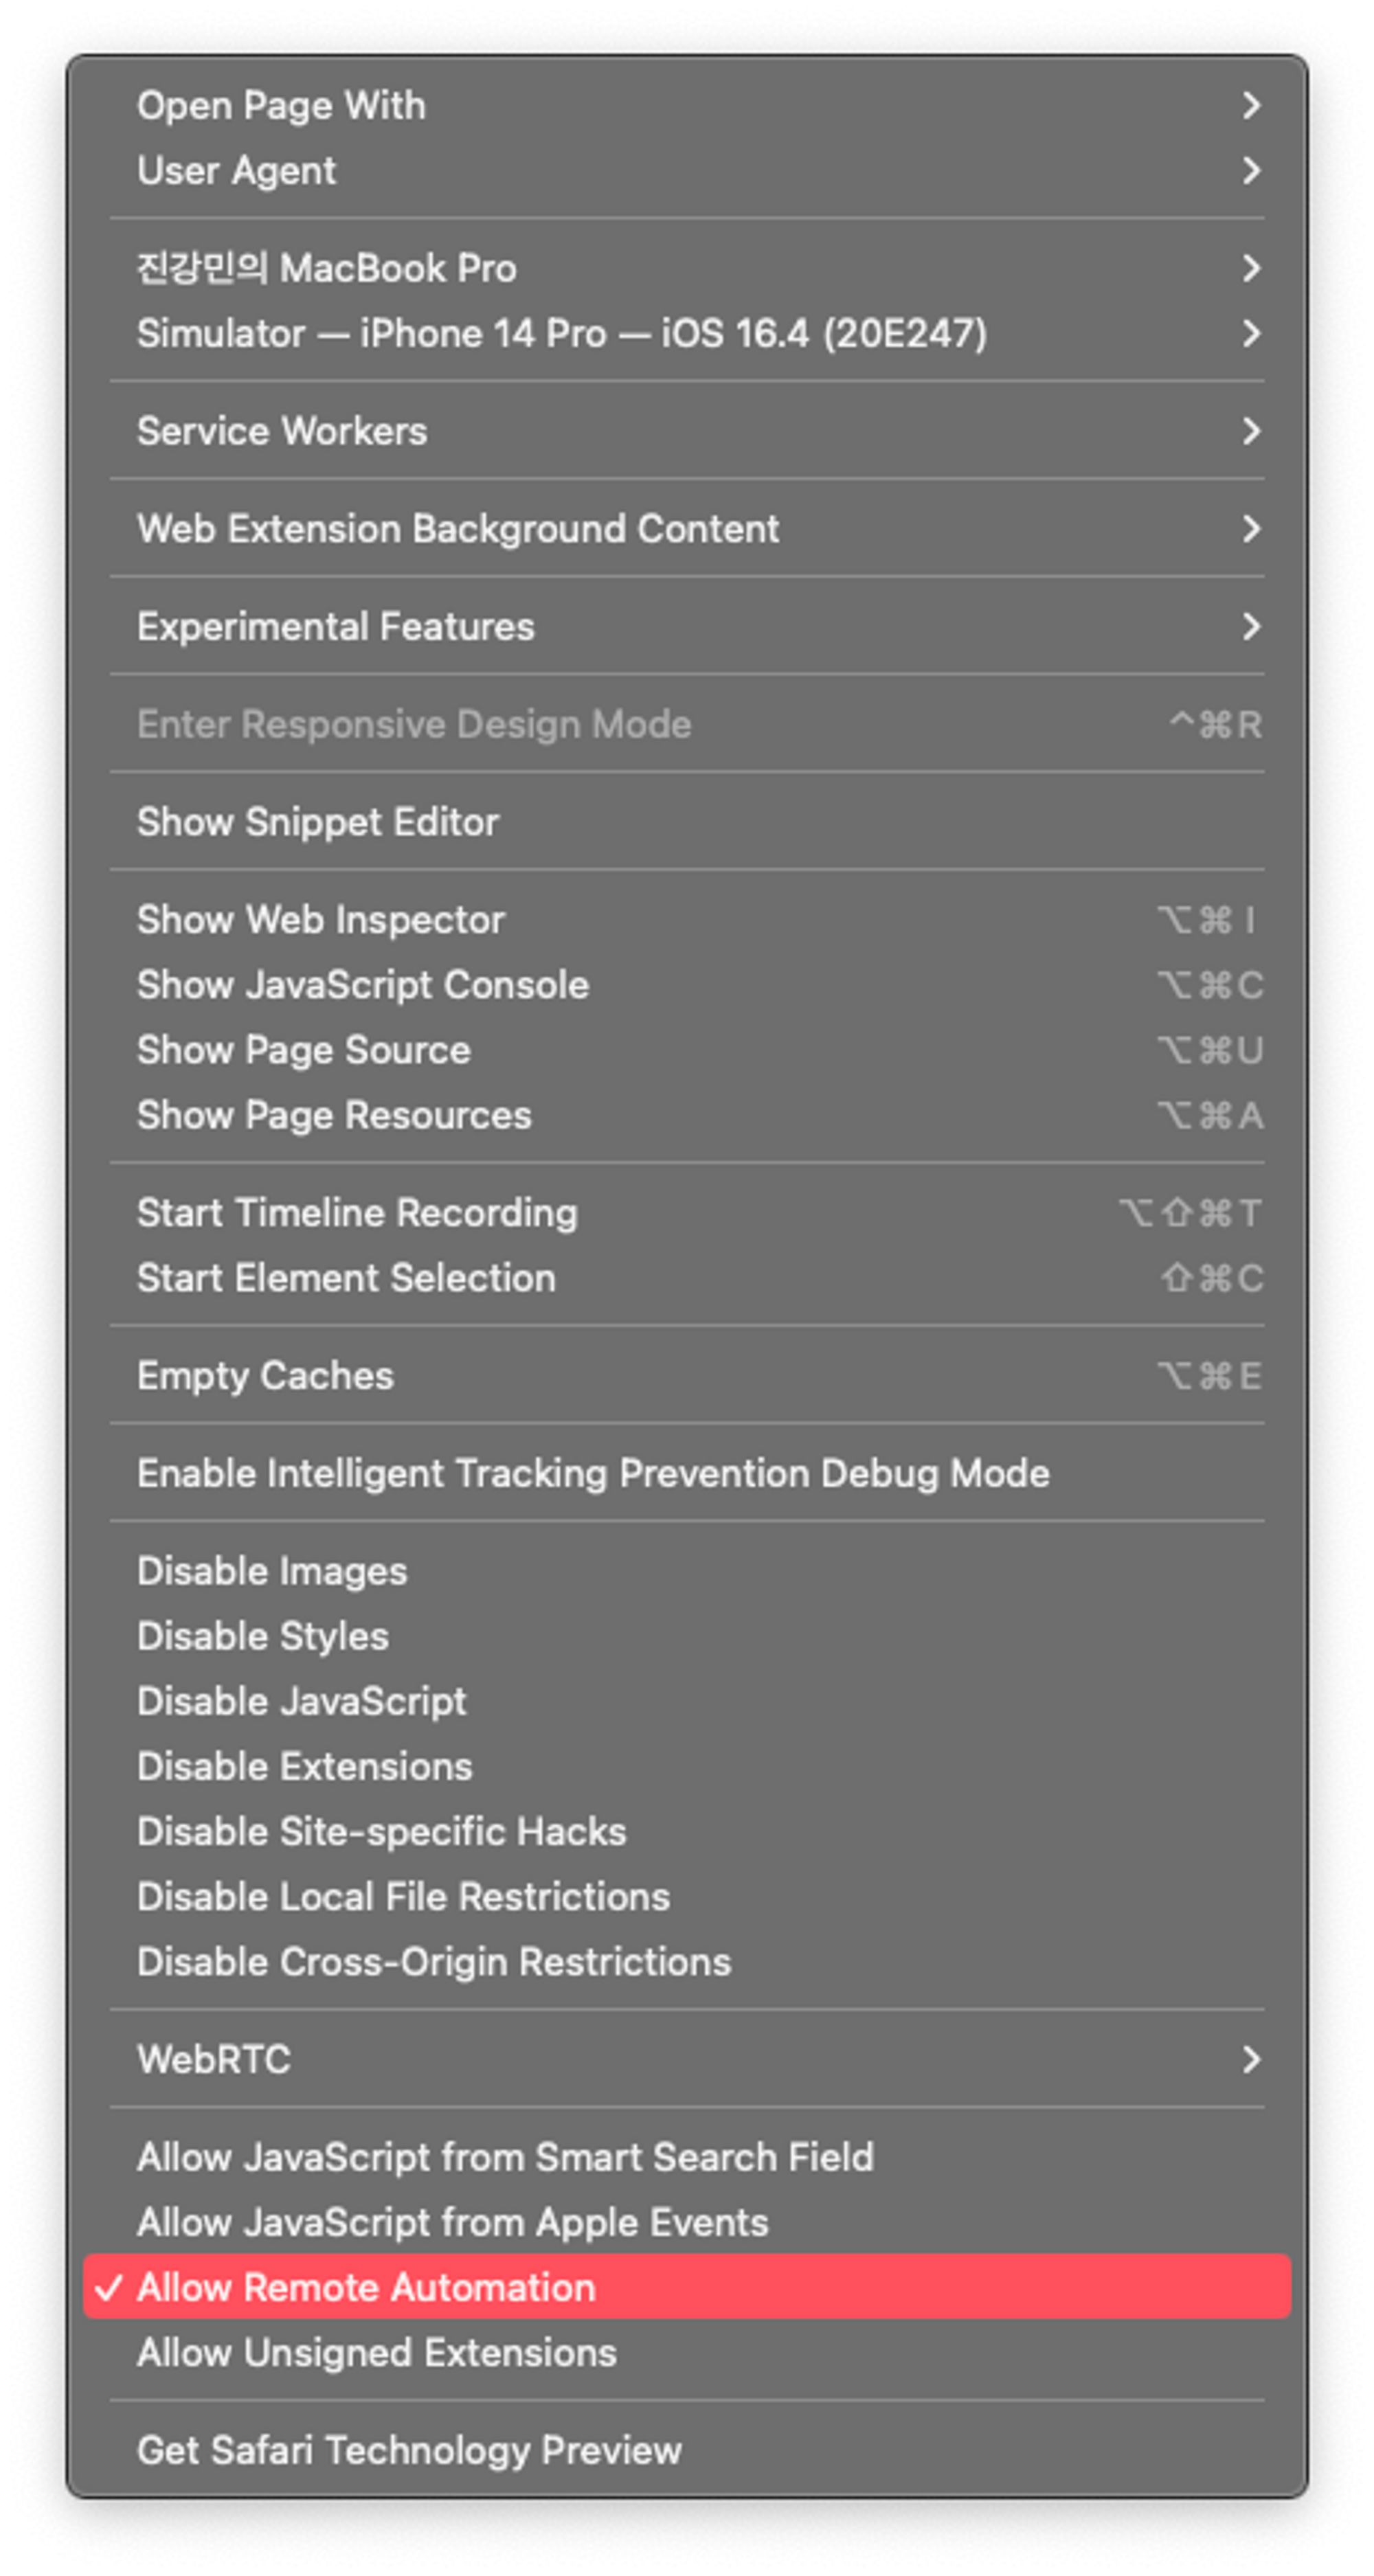 Open Page With
User Agent
진강민의 MacBook Pro
Simulator — iPhone 14 Pro — iOS 16.4 (20E247)
Service Workers
Web Extension Background Content
Experimental Features
Enter Responsive Design Mode ^⌘R
Show Snippet Editor
Show Web Inspector ⌥⌘I
Show JavaScript Console ⌥⌘C
Show Page Source ⌥⌘U
Show Page Resources ⌥⌘A
Start Timeline Recording ⌥⇧⌘T
Start Element Selection ⇧⌘C
Empty Caches ⌥⌘E
Enable Intelligent Tracking Prevention Debug Mode
Disable Images
Disable Styles
Disable JavaScript
Disable Extensions
Disable Site-specific Hacks
Disable Local File Restrictions
Disable Cross-Origin Restrictions
WebRTC
Allow JavaScript from Smart Search Field
Allow JavaScript from Apple Events
✓ Allow Remote Automation
Allow Unsigned Extensions
Get Safari Technology Preview